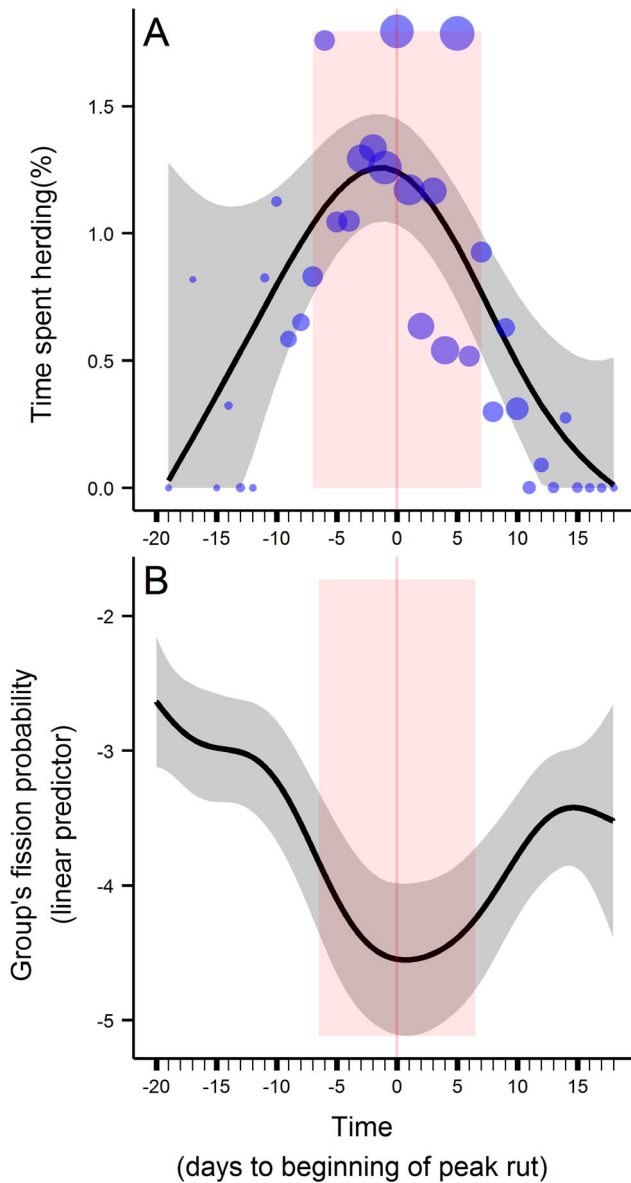 A
Time spent herding(%)
1.5
1.0
0.5
0.0
-20 -15 -10 -5 0 5 10 15
B
Group's fission probability
(linear predictor)
-2
-3
-4
-5
-20 -15 -10 -5 0 5 10 15
Time
(days to beginning of peak rut)